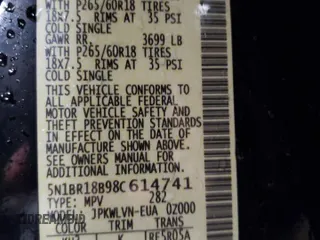 WITH P265/60R18 TIRES
18X7.5 RIMS AT 35 PSI
COLD SINGLE
GAWR RR. 3699 LB
WITH P265/60R18 TIRES
18X7.5 RIMS AT 35 PSI
COLD SINGLE
THIS VEHICLE CONFORMS TO
ALL APPLICABLE FEDERAL
MOTOR VEHICLE SAFETY
AND THEFT PREVENTION STANDARDS
IN EFFECT ON THE DATE OF
MANUFACTURE SHOWN ABOVE.
SEE OWNERS MANUAL FOR
ADDITIONAL INFORMATION.
5N1BR18B98C614741
TYPE: MPV 282
MODEL: JPKWLVN-EUA 02000
COLOR TRIM TRANS
K RE5R05A